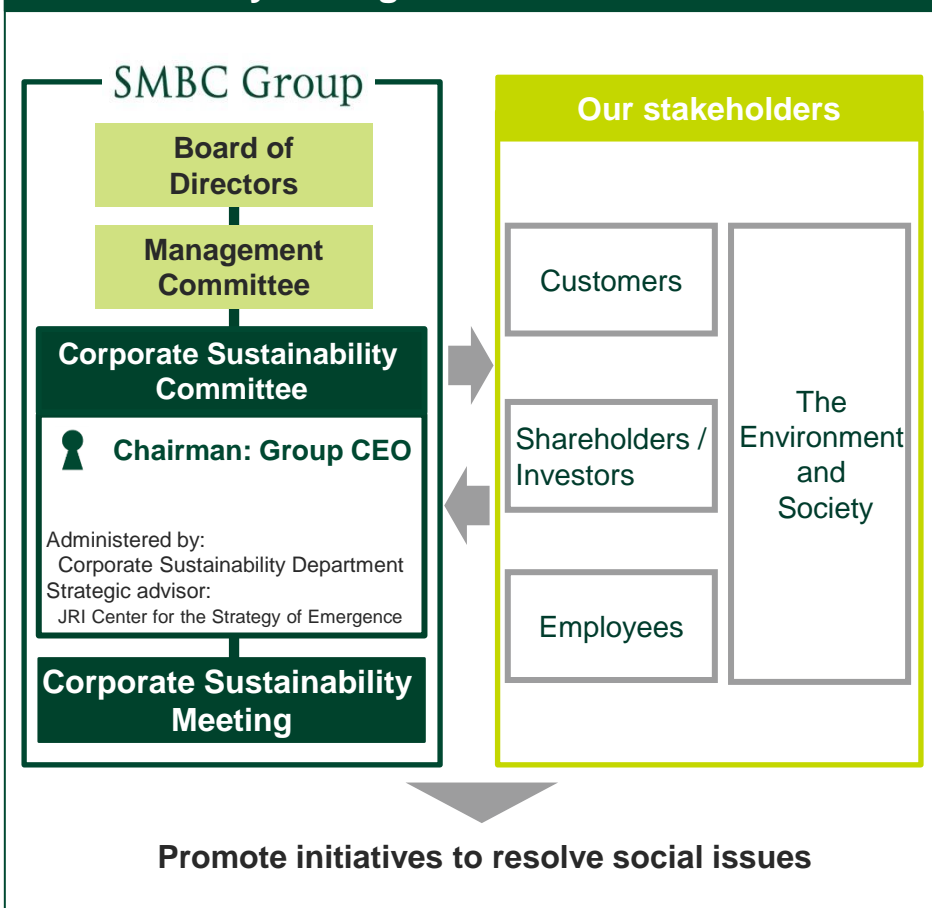 SMBC Group
Board of
Directors
Management
Committee
Corporate Sustainability
Committee
Chairman: Group CEO
Administered by:
Corporate Sustainability Department
Strategic advisor:
JRI Center for the Strategy of Emergence
Corporate Sustainability
Meeting
Our stakeholders
Customers
Shareholders /
Investors
Employees
The
Environment
and
Society
Promote initiatives to resolve social issues